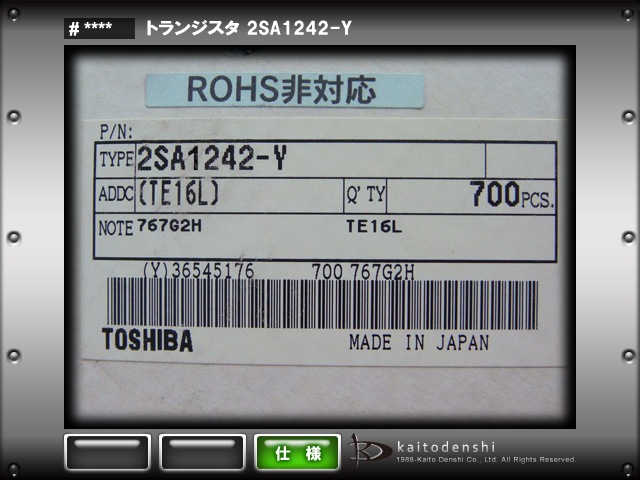 # **** トランジスタ 2SA1242-Y
ROHS非対応
P/N:
TYPE 2SA1242-Y
ADDC (TE16L) Q'TY 700PCS.
NOTE 767G2H TE16L
(Y)36545176 700 767G2H
TOSHIBA MADE IN JAPAN
仕様 kaitodenshi
1988-Kaito Denshi Co., Ltd. All Rights Reserved.